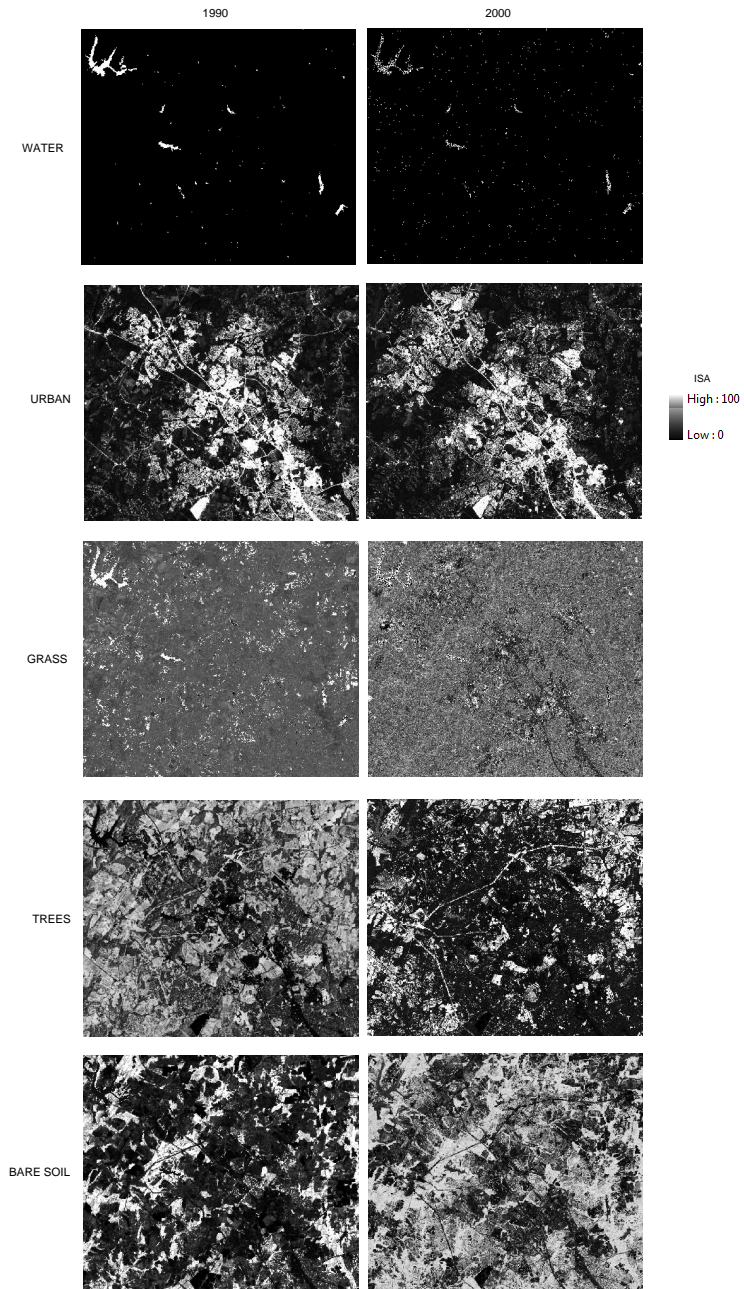 1990 2000
WATER
URBAN
ISA
High : 100
Low : 0
GRASS
TREES
BARE SOIL